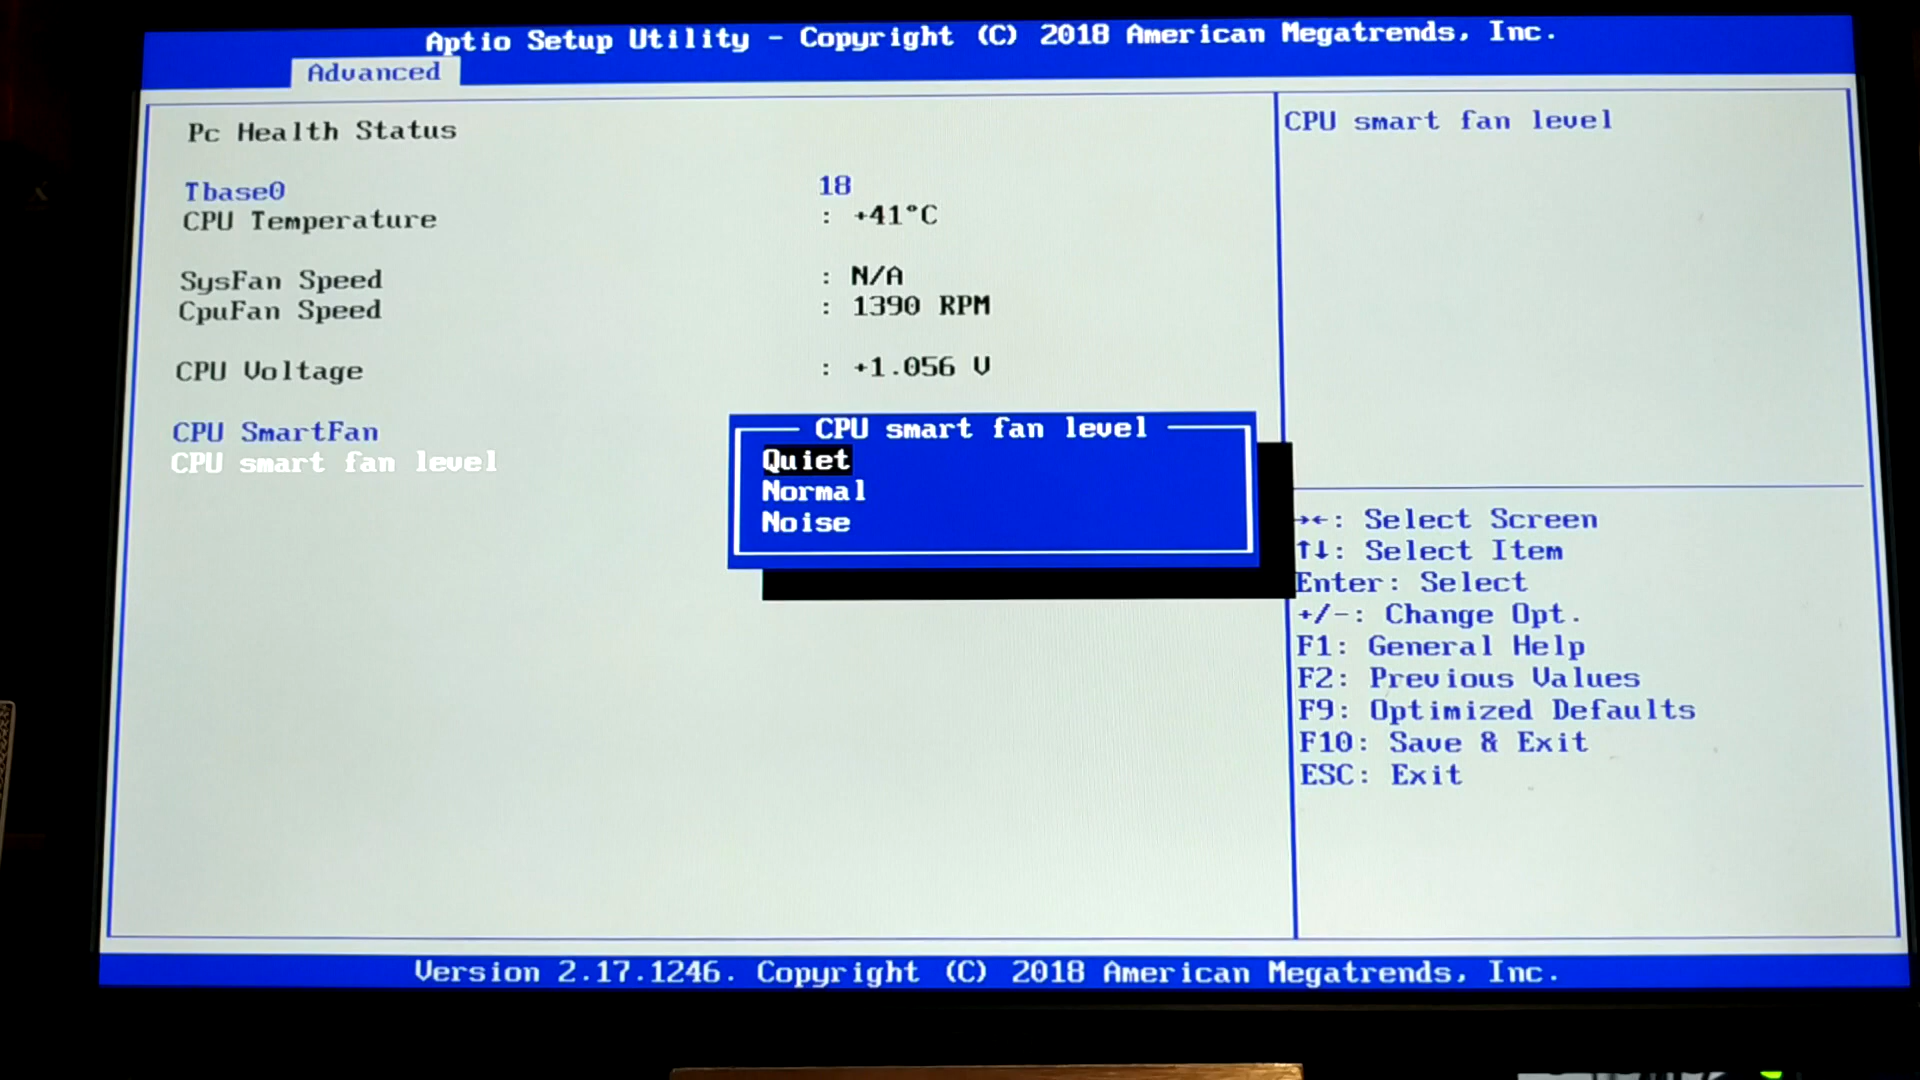 Aptio Setup Utility - Copyright (C) 2018 American Megatrends, Inc.
Advanced
Pc Health Status
Tbase0 18
CPU Temperature : +41°C
SysFan Speed : N/A
CpuFan Speed : 1390 RPM
CPU Voltage : +1.056 V
CPU SmartFan
CPU smart fan level
CPU smart fan level
Quiet
Normal
Noise
CPU smart fan level
→←: Select Screen
↑↓: Select Item
Enter: Select
+/-: Change Opt.
F1: General Help
F2: Previous Values
F9: Optimized Defaults
F10: Save & Exit
ESC: Exit
Version 2.17.1246. Copyright (C) 2018 American Megatrends, Inc.